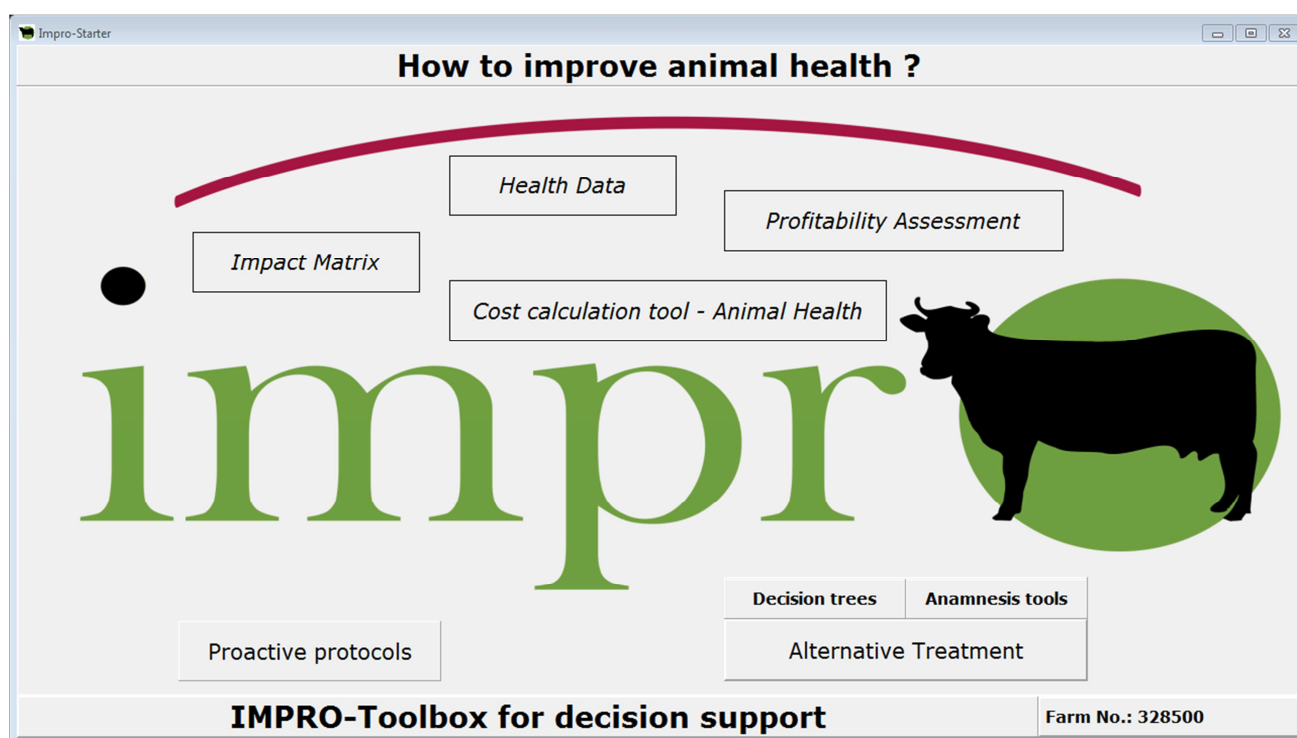 Impro-Starter
How to improve animal health ?
Health Data
Profitability Assessment
Impact Matrix
Cost calculation tool - Animal Health
impro
Decision trees
Anamnesis tools
Proactive protocols
Alternative Treatment
IMPRO-Toolbox for decision support
Farm No.: 328500